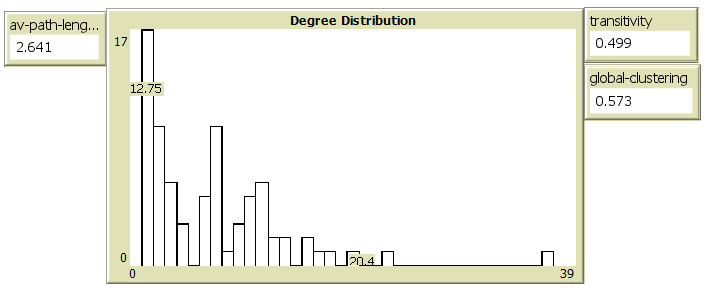 av-path-leng...
2.641
Degree Distribution
17
12.75
0
20.4
0
39
transitivity
0.499
global-clustering
0.573